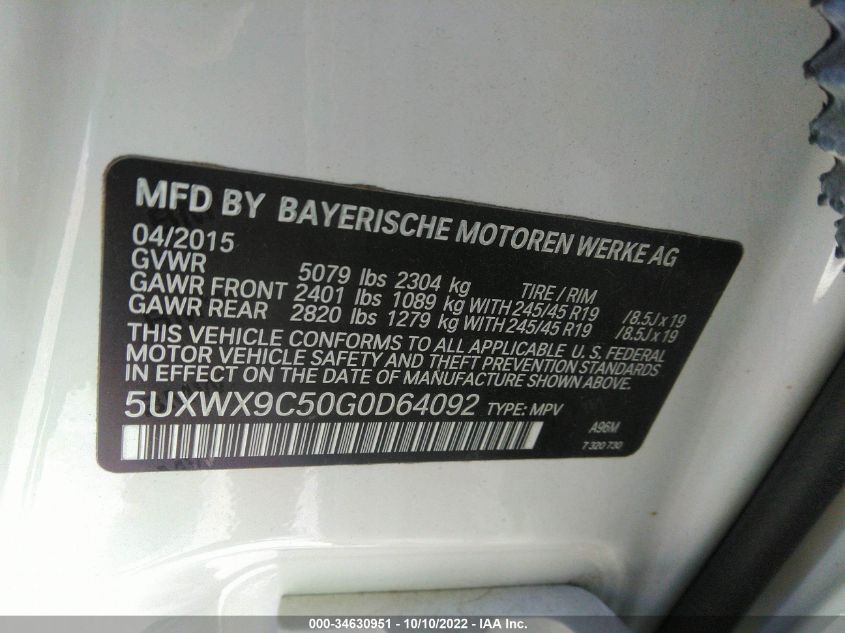 MFD BY BAYERISCHE MOTOREN WERKE AG
04/2015
GVWR 5079 lbs 2304 kg TIRE / RIM
GAWR FRONT 2401 lbs 1089 kg WITH 245/45 R19 /8.5J x 19
GAWR REAR 2820 lbs 1279 kg WITH 245/45 R19 /8.5J x 19
THIS VEHICLE CONFORMS TO ALL APPLICABLE U.S. FEDERAL
MOTOR VEHICLE SAFETY AND THEFT PREVENTION STANDARDS
IN EFFECT ON THE DATE OF MANUFACTURE SHOWN ABOVE.
5UXWX9C50G0D64092 TYPE: MPV A96M
7 320 730
000-34630951 - 10/10/2022 - IAA Inc.